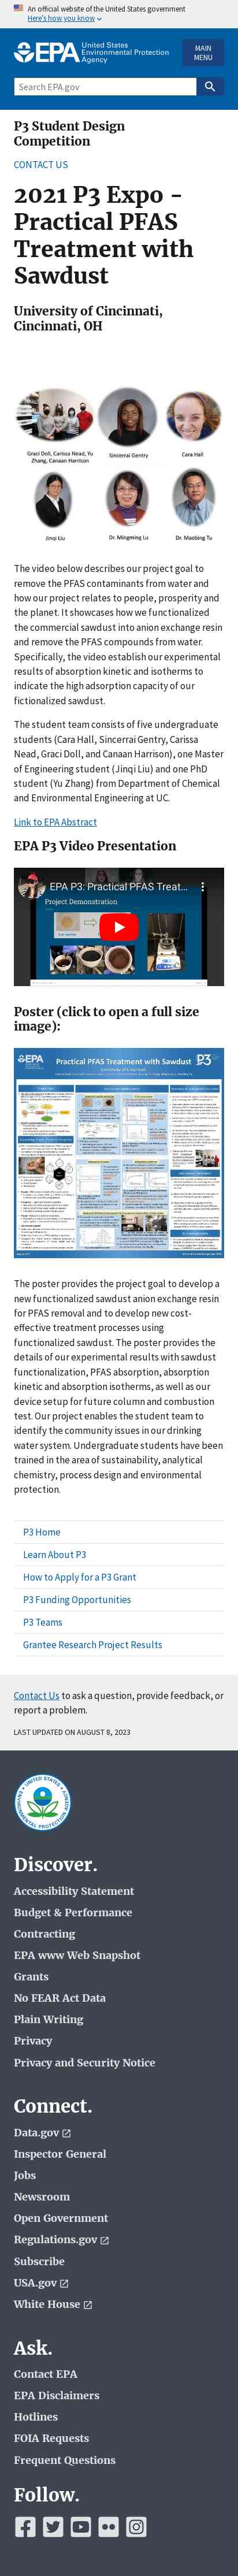 An official website of the United States government
Here's how you know
EPA United States
Environmental Protection
Agency
MAIN
MENU
Search EPA.gov
P3 Student Design
Competition
CONTACT US
2021 P3 Expo -
Practical PFAS
Treatment with
Sawdust
University of Cincinnati,
Cincinnati, OH
Graci Doll, Carissa Nead, Yu
Zhang, Canaan Harrison
Sincerrai Gentry
Cara Hall
Jinqi Liu
Dr. Mingming Lu
Dr. Maobing Tu
The video below describes our project goal to
remove the PFAS contaminants from water and
how our project relates to people, prosperity and
the planet. It showcases how we functionalized
commercial sawdust into anion exchange resin
and remove the PFAS compounds from water.
Specifically, the video establish our experimental
results of binding kinetics and isotherms to
indicate the high adsorption capacity of our
functionalized sawdust.
The student team consists of five undergraduate
students (Cara Hall, Sincerrai Gentry, Carissa
Nead, Graci Doll, and Canaan Harrison), one Master
of Engineering student (Jinqi Liu) and one PhD
student (Yu Zhang) from Department of Chemical
and Environmental Engineering at UC.
Link to EPA Abstract
EPA P3 Video Presentation
EPA P3: Practical PFAS Treat...
Project Demonstration
Poster (click to open a full size
image):
EPA Practical PFAS Treatment with Sawdust P3
University of Cincinnati
The poster provides the project goal to develop a
new functionalized sawdust anion exchange resin
for PFAS removal and to develop new cost-
effective treatment processes using
functionalized sawdust. The poster also provides
details of our experimental results with sawdust
functionalization, PFAS absorption, absorption
kinetic and absorption isotherms, as well as our
device setup for future column and combustion
test. Our project enables the student team to
identify the crucial issues in drinking water and
water system. Undergraduate students have been
trained in the areas of sustainability, analytical
chemistry, process design and environmental
protection.
P3 Home
Learn About P3
How to Apply for a P3 Grant
P3 Funding Opportunities
P3 Teams
Grantee Research Project Results
Contact Us to ask a question, provide feedback, or
report a problem.
LAST UPDATED ON AUGUST 8, 2023
Discover.
Accessibility Statement
Budget & Performance
Contracting
EPA www Web Snapshot
Grants
No FEAR Act Data
Plain Writing
Privacy
Privacy and Security Notice
Connect.
Data.gov
Inspector General
Jobs
Newsroom
Open Government
Regulations.gov
Subscribe
USA.gov
White House
Ask.
Contact EPA
EPA Disclaimers
Hotlines
FOIA Requests
Frequent Questions
Follow.